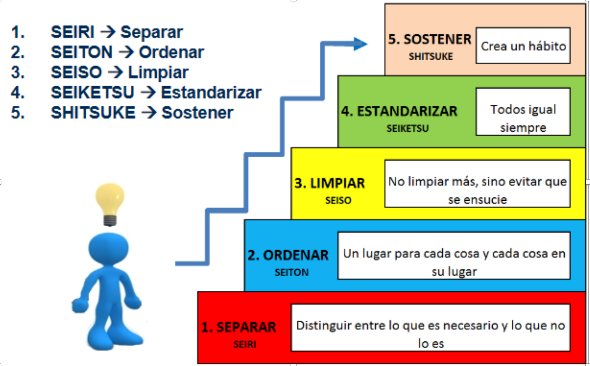 1. SEIRI → Separar
2. SEITON → Ordenar
3. SEISO → Limpiar
4. SEIKETSU → Estandarizar
5. SHITSUKE → Sostener
5. SOSTENER
SHITSUKE
Crea un hábito
4. ESTANDARIZAR
SEIKETSU
Todos igual
siempre
3. LIMPIAR
SEISO
No limpiar más, sino evitar que
se ensucie
2. ORDENAR
SEITON
Un lugar para cada cosa y cada cosa en
su lugar
1. SEPARAR
SEIRI
Distinguir entre lo que es necesario y lo que no
lo es